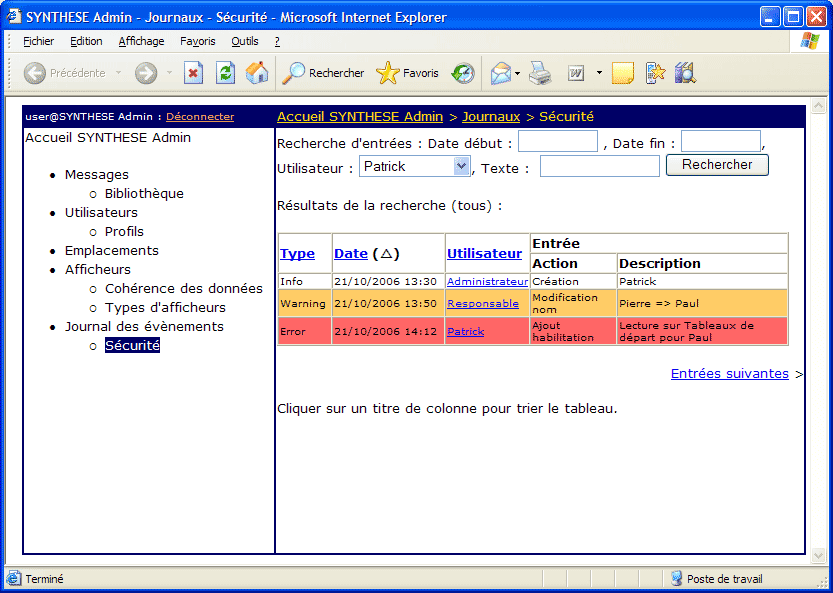 SYNTHESE Admin - Journaux - Sécurité - Microsoft Internet Explorer
Fichier Edition Affichage Favoris Outils ?
Précédente Rechercher Favoris
user@SYNTHESE Admin : Déconnecter
Accueil SYNTHESE Admin > Journaux > Sécurité
Accueil SYNTHESE Admin
Messages
Bibliothèque
Utilisateurs
Profils
Emplacements
Afficheurs
Cohérence des données
Types d'afficheurs
Journal des évènements
Sécurité
Recherche d'entrées : Date début : , Date fin : ,
Utilisateur : Patrick , Texte : Rechercher
Résultats de la recherche (tous) :
Type Date (△) Utilisateur Entrée
Action Description
Info 21/10/2006 13:30 Administrateur Création Patrick
Warning 21/10/2006 13:50 Responsable Modification nom Pierre => Paul
Error 21/10/2006 14:12 Patrick Ajout habilitation Lecture sur Tableaux de départ pour Paul
Entrées suivantes >
Cliquer sur un titre de colonne pour trier le tableau.
Terminé Poste de travail